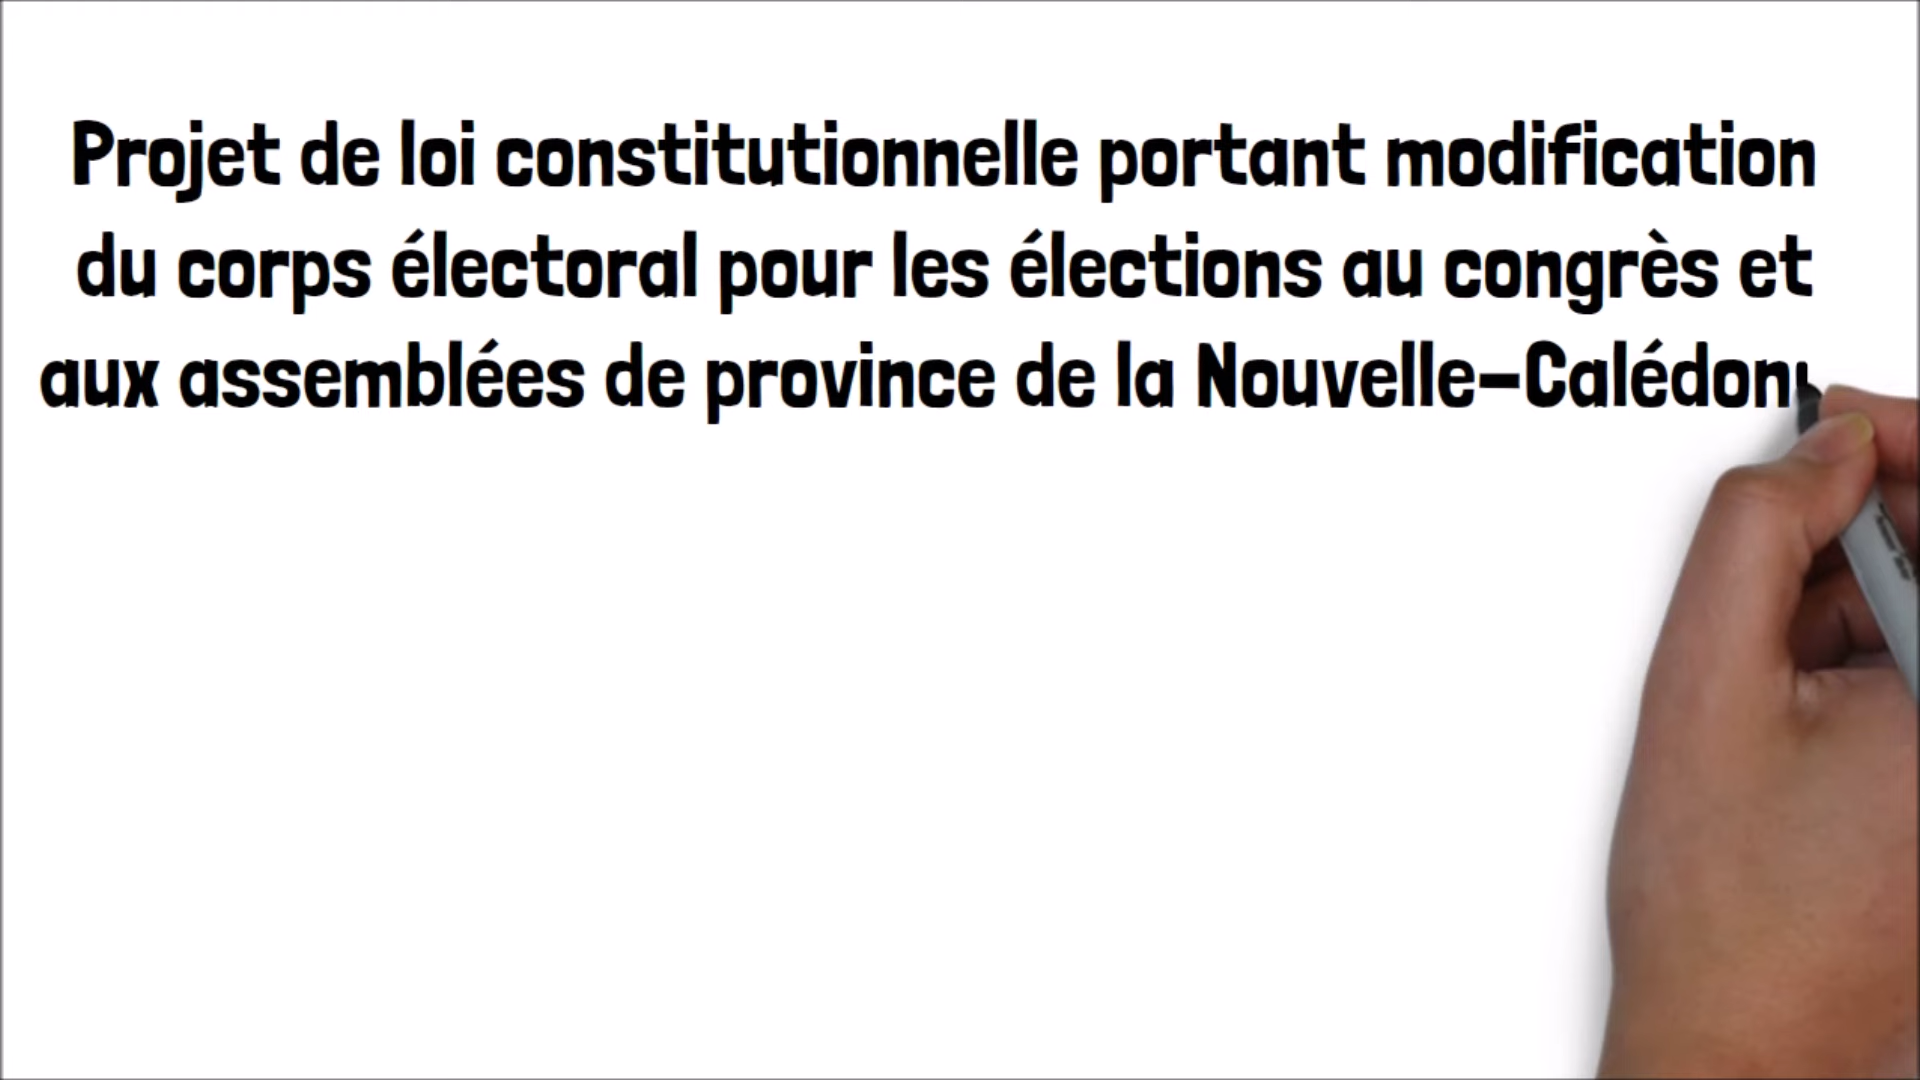 Projet de loi constitutionnelle portant modification
du corps électoral pour les élections au congrès et
aux assemblées de province de la Nouvelle-Calédoni